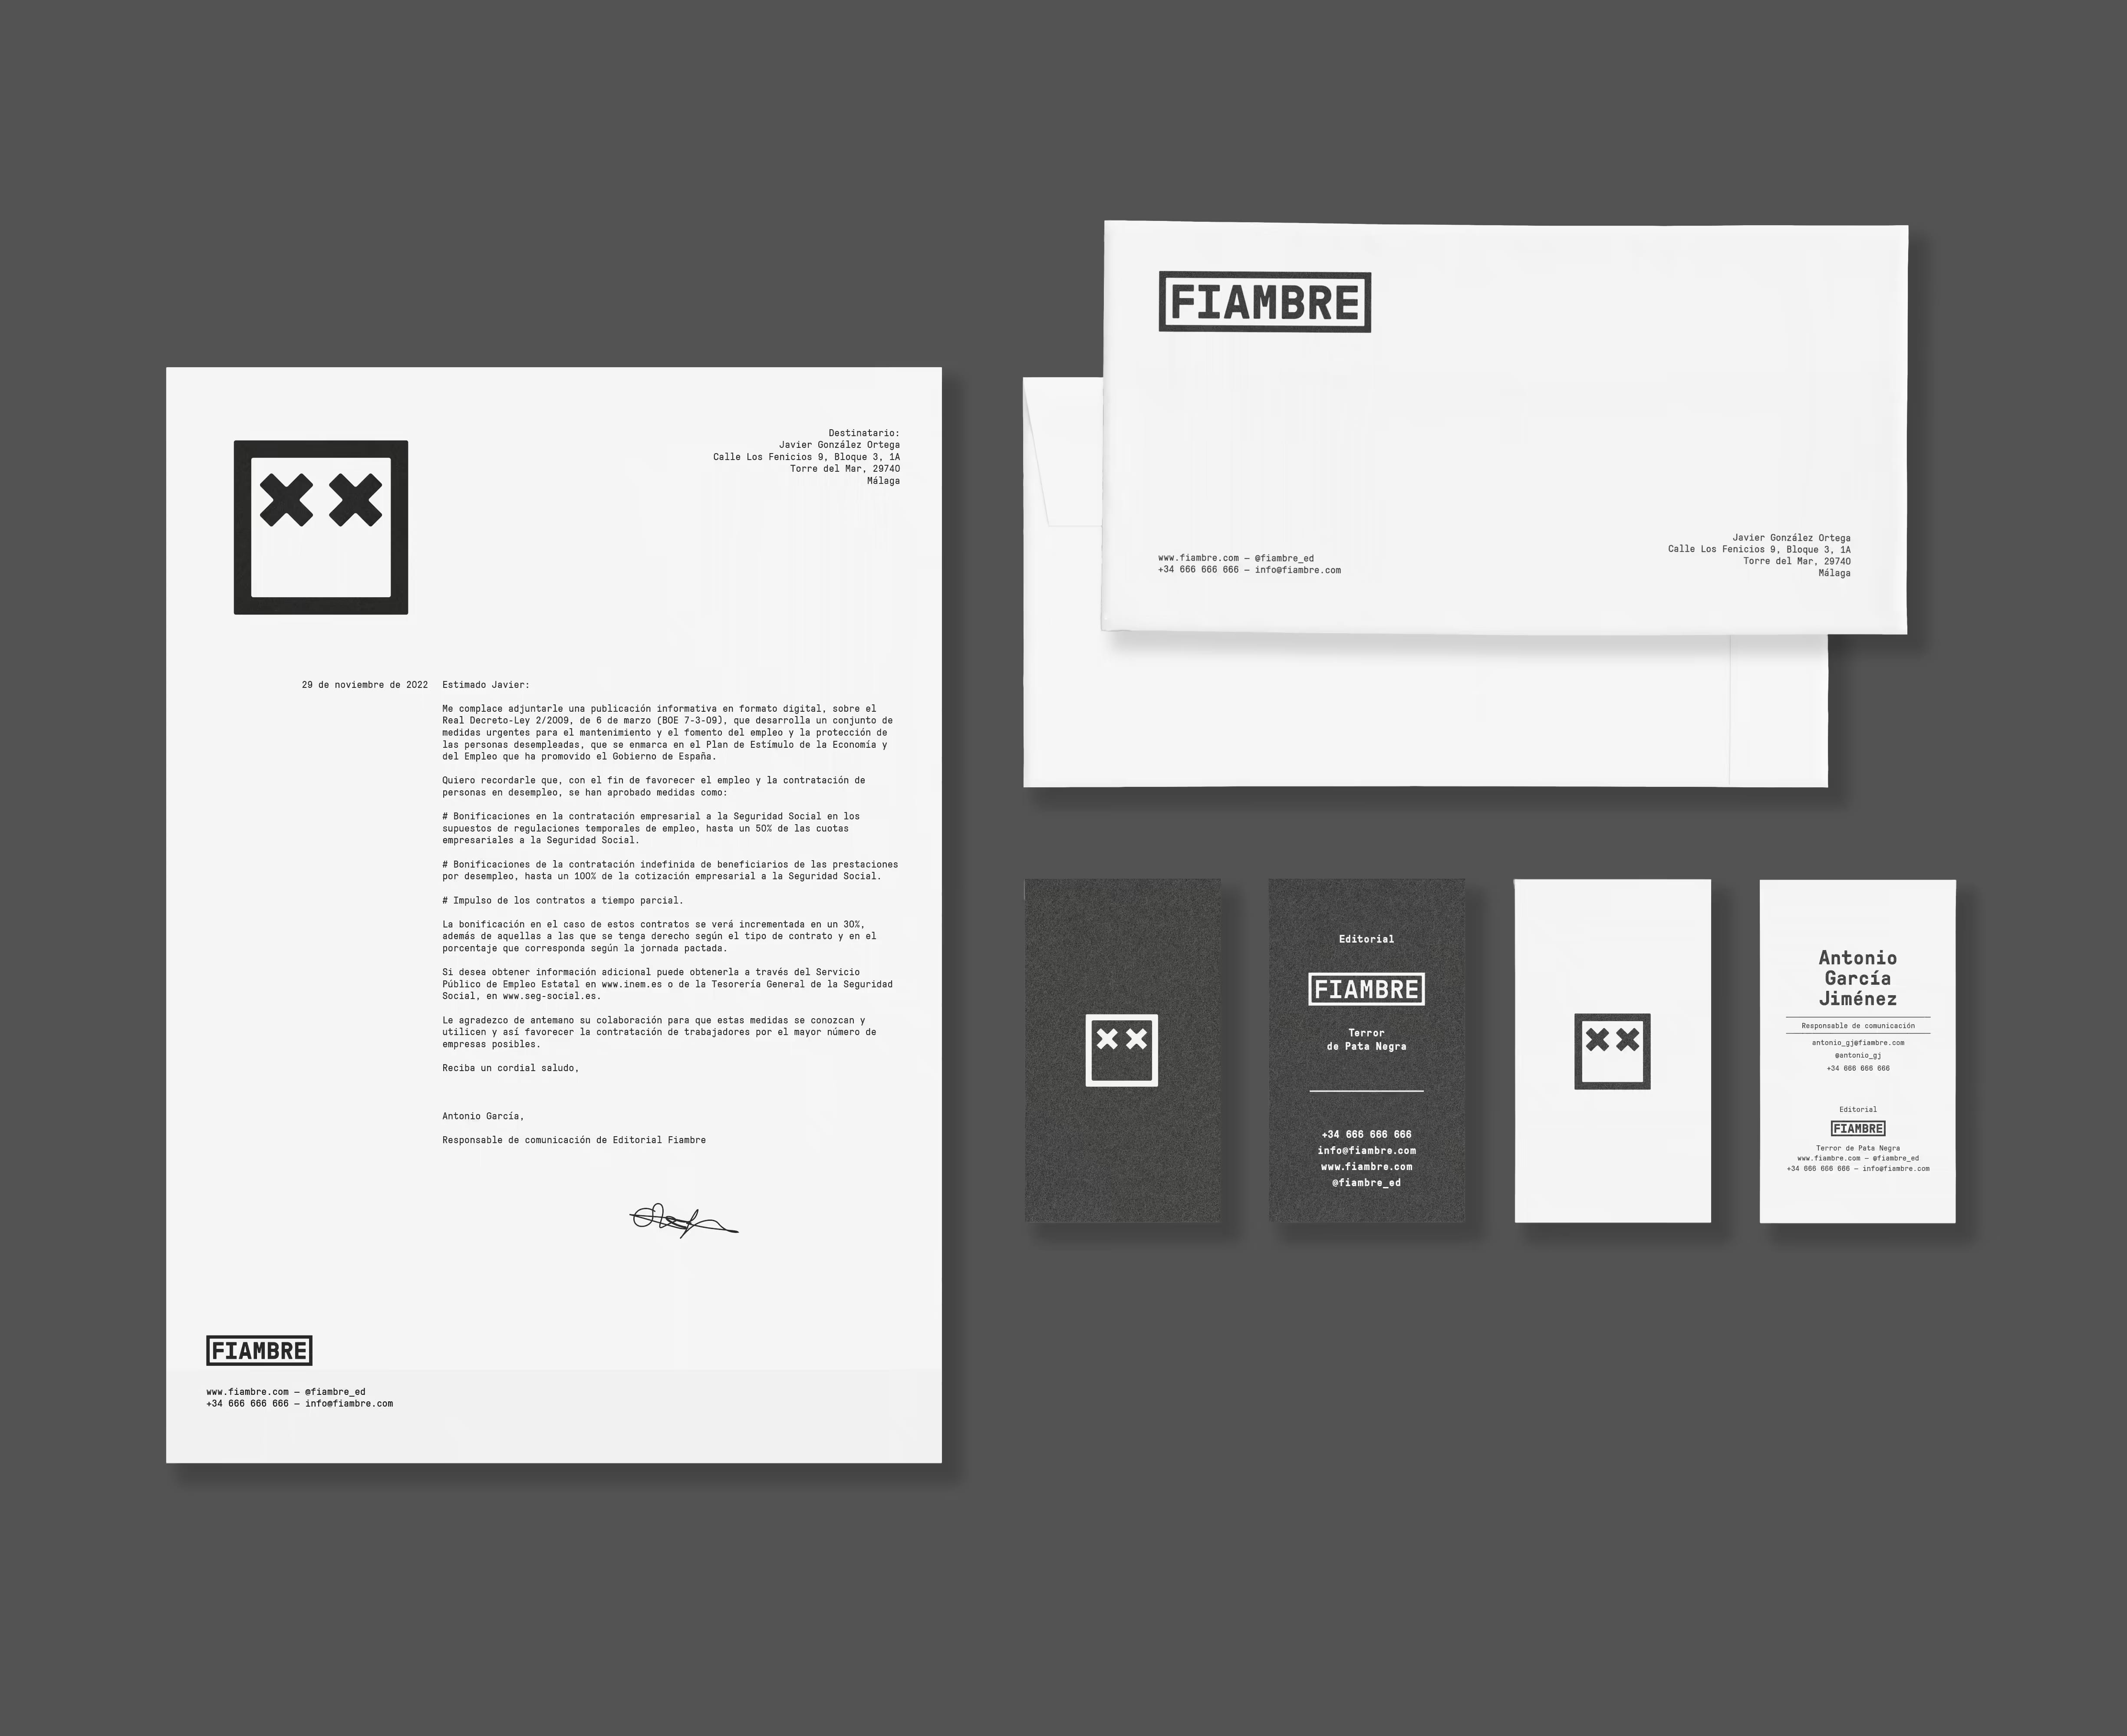 Destinatario:
Javier González Ortega
Calle Los Fenicios 9, Bloque 3, 1A
Torre del Mar, 29740
Málaga
29 de noviembre de 2022
Estimado Javier:
Me complace adjuntarle una publicación informativa en formato digital, sobre el
Real Decreto-Ley 2/2009, de 6 de marzo (BOE 7-3-09), que desarrolla un conjunto de
medidas urgentes para el mantenimiento y el fomento del empleo y la protección de
las personas desempleadas, que se enmarca en el Plan de Estímulo de la Economía y
del Empleo que ha promovido el Gobierno de España.
Quiero recordarle que, con el fin de favorecer el empleo y la contratación de
personas en desempleo, se han aprobado medidas como:
# Bonificaciones en la contratación empresarial a la Seguridad Social en los
supuestos de regulaciones temporales de empleo, hasta un 50% de las cuotas
empresariales a la Seguridad Social.
# Bonificaciones de la contratación indefinida de beneficiarios de las prestaciones
por desempleo, hasta un 100% de la cotización empresarial a la Seguridad Social.
# Impulso de los contratos a tiempo parcial.
La bonificación en el caso de estos contratos se verá incrementada en un 30%,
además de aquellas a las que se tenga derecho según el tipo de contrato y en el
porcentaje que corresponda según la jornada pactada.
Si desea obtener información adicional puede obtenerla a través del Servicio
Público de Empleo Estatal en www.inem.es o de la Tesorería General de la Seguridad
Social, en www.seg-social.es.
Le agradezco de antemano su colaboración para que estas medidas se conozcan y
utilicen y así favorecer la contratación de trabajadores por el mayor número de
empresas posibles.
Reciba un cordial saludo,
Antonio García,
Responsable de comunicación de Editorial Fiambre
FIAMBRE
www.fiambre.com – @fiambre_ed
+34 666 666 666 – info@fiambre.com
FIAMBRE
www.fiambre.com – @fiambre_ed
+34 666 666 666 – info@fiambre.com
Javier González Ortega
Calle Los Fenicios 9, Bloque 3, 1A
Torre del Mar, 29740
Málaga
Editorial
FIAMBRE
Terror
de Pata Negra
+34 666 666 666
info@fiambre.com
www.fiambre.com
@fiambre_ed
Antonio
García
Jiménez
Responsable de comunicación
antonio_gj@fiambre.com
@antonio_gj
+34 666 666 666
Editorial
FIAMBRE
Terror de Pata Negra
www.fiambre.com – @fiambre_ed
+34 666 666 666 – info@fiambre.com